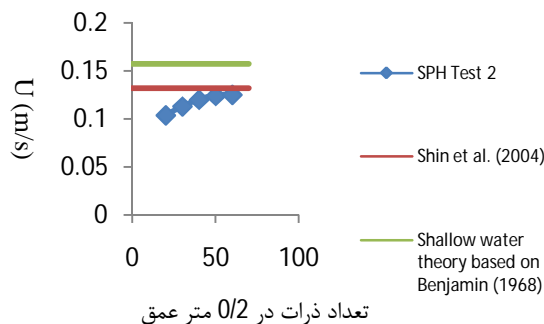 0.2
0.15
0.1
0.05
0
U (m/s)
0
50
100
تعداد ذرات در 0/2 متر عمق
SPH Test 2
Shin et al. (2004)
Shallow water
theory based on
Benjamin (1968)